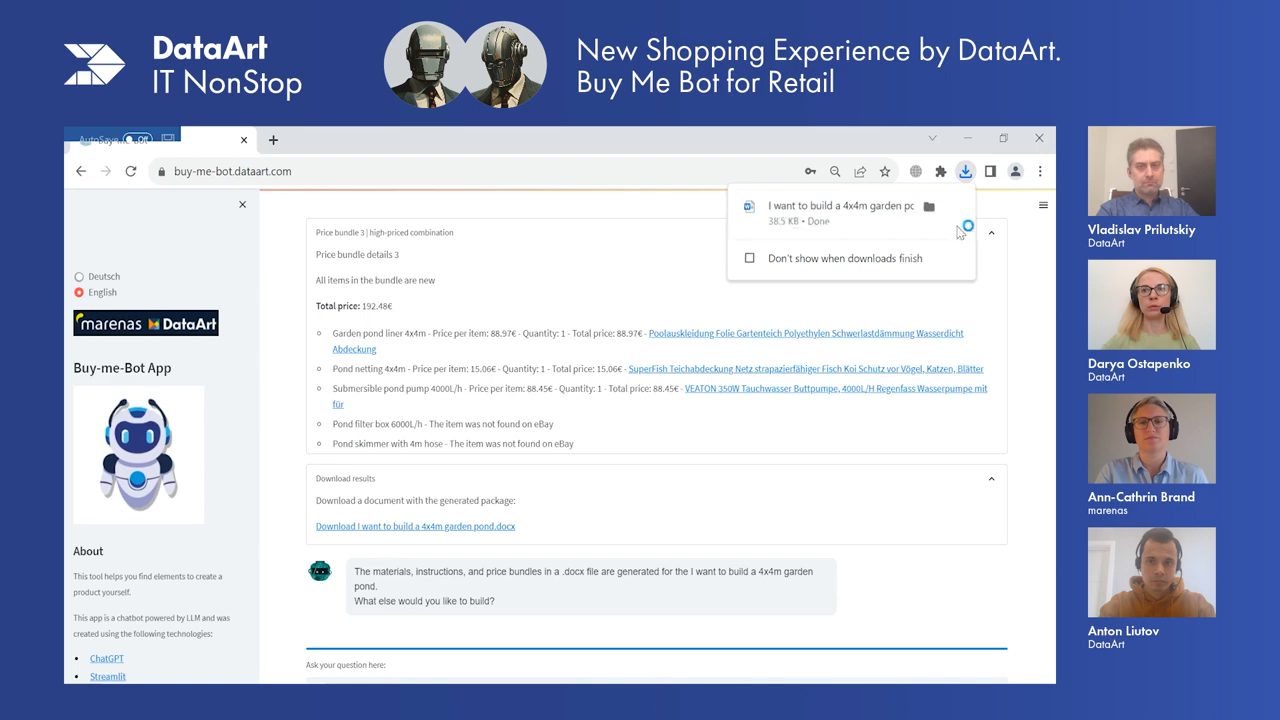 DataArt
IT NonStop
New Shopping Experience by DataArt.
Buy Me Bot for Retail
AutoSave Off
buy-me-bot.dataart.com
I want to build a 4x4m garden po
38.5 KB • Done
Don't show when downloads finish
Deutsch
English
marenas DataArt
Buy-me-Bot App
About
This tool helps you find elements to create a
product yourself.
This app is a chatbot powered by LLM and was
created using the following technologies:
• ChatGPT
• Streamlit
Price bundle 3 | high-priced combination
Price bundle details 3
All items in the bundle are new
Total price: 192.48€
Garden pond liner 4x4m - Price per item: 88.97€ - Quantity: 1 - Total price: 88.97€ - Poolauskleidung Folie Gartenteich Polyethylen Schwerlastdämmung Wasserdicht
Abdeckung
Pond netting 4x4m - Price per item: 15.06€ - Quantity: 1 - Total price: 15.06€ - SuperFish Teichabdeckung Netz strapazierfähiger Fisch Koi Schutz vor Vögel, Katzen, Blätter
Submersible pond pump 4000L/h - Price per item: 88.45€ - Quantity: 1 - Total price: 88.45€ - VEATON 350W Tauchwasser Buttpumpe, 4000L/H Regenfass Wasserpumpe mit
für
Pond filter box 6000L/h - The item was not found on eBay
Pond skimmer with 4m hose - The item was not found on eBay
Download results
Download a document with the generated package:
Download I want to build a 4x4m garden pond.docx
The materials, instructions, and price bundles in a .docx file are generated for the I want to build a 4x4m garden
pond.
What else would you like to build?
Ask your question here:
Vladislav Prilutskiy
DataArt
Darya Ostapenko
DataArt
Ann-Cathrin Brand
marenas
Anton Liutov
DataArt